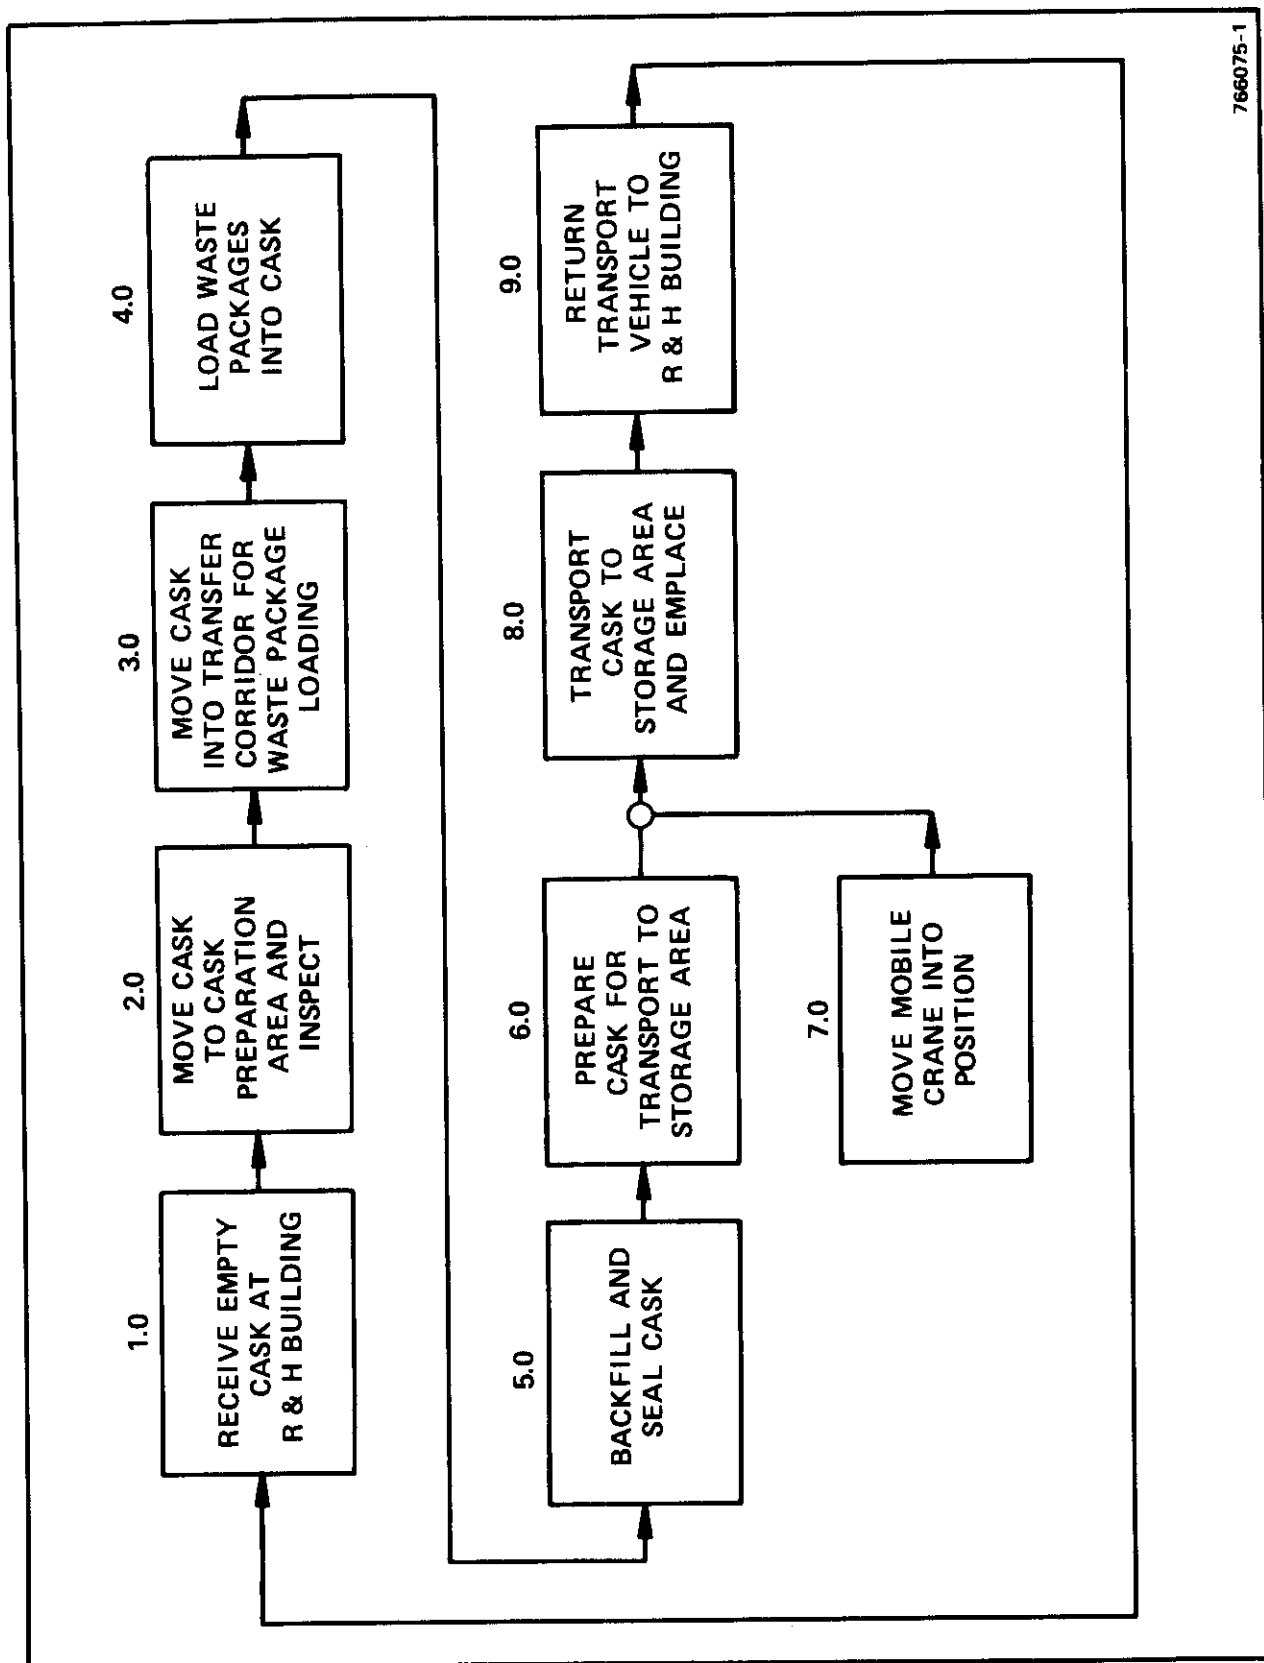 1.0
RECEIVE EMPTY
CASK AT
R & H BUILDING
2.0
MOVE CASK
TO CASK
PREPARATION
AREA AND
INSPECT
3.0
MOVE CASK
INTO TRANSFER
CORRIDOR FOR
WASTE PACKAGE
LOADING
4.0
LOAD WASTE
PACKAGES
INTO CASK
5.0
BACKFILL AND
SEAL CASK
6.0
PREPARE
CASK FOR
TRANSPORT TO
STORAGE AREA
7.0
MOVE MOBILE
CRANE INTO
POSITION
8.0
TRANSPORT
CASK TO
STORAGE AREA
AND EMPLACE
9.0
RETURN
TRANSPORT
VEHICLE TO
R & H BUILDING
766075-1